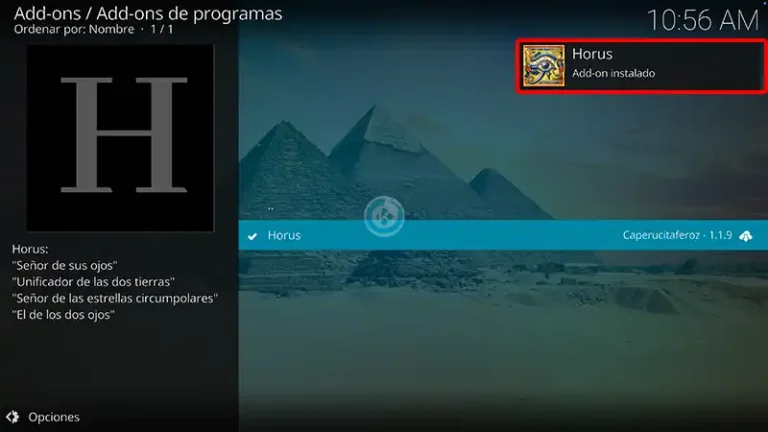 Add-ons / Add-ons de programas
Ordenar por: Nombre · 1 / 1
10:56 AM
Horus
Add-on instalado
H
..
Horus
Caperucitaferoz - 1.1.9
Horus:
"Señor de sus ojos"
"Unificador de las dos tierras"
"Señor de las estrellas circumpolares"
"El de los dos ojos"
Opciones